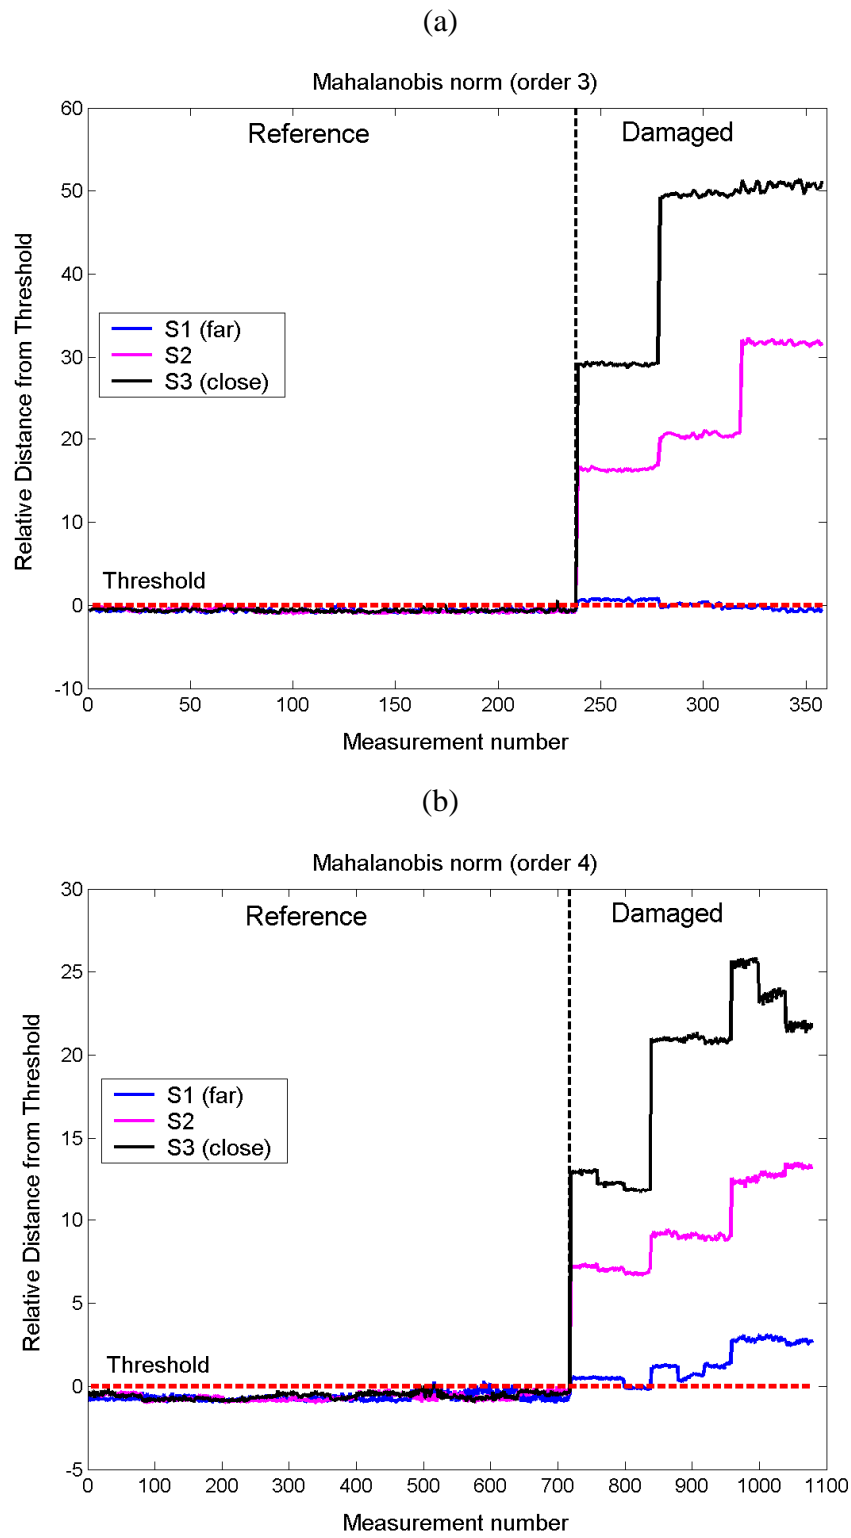 (a)
Mahalanobis norm (order 3)
Reference
Damaged
Relative Distance from Threshold
60
50
40
30
20
10
0
-10
S1 (far)
S2
S3 (close)
Threshold
0
50
100
150
200
250
300
350
Measurement number
(b)
Mahalanobis norm (order 4)
Reference
Damaged
Relative Distance from Threshold
30
25
20
15
10
5
0
-5
S1 (far)
S2
S3 (close)
Threshold
0
100
200
300
400
500
600
700
800
900
1000
1100
Measurement number